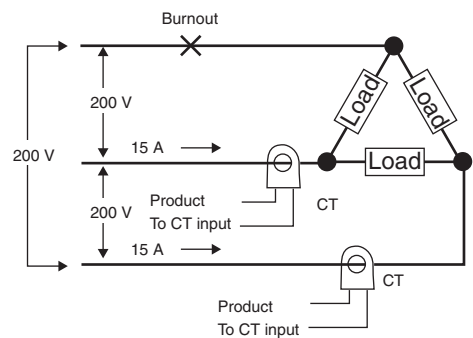 Burnout
200 V
15 A
200 V
Load
Load
Load
Product
To CT input
CT
200 V
15 A
CT
Product
To CT input